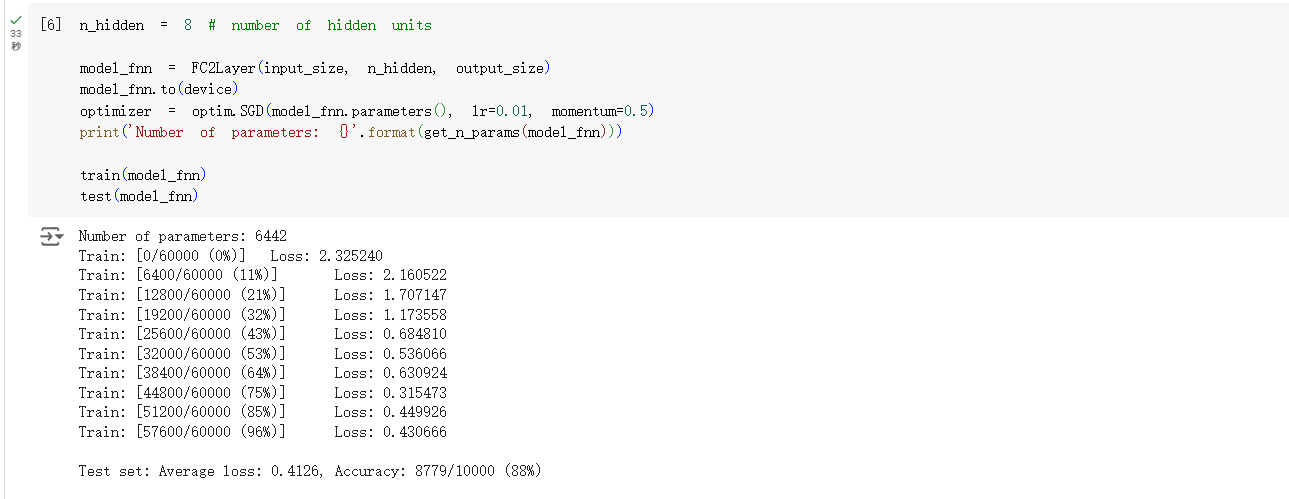 [6] n_hidden = 8 # number of hidden units
33
秒
model_fnn = FC2Layer(input_size, n_hidden, output_size)
model_fnn.to(device)
optimizer = optim.SGD(model_fnn.parameters(), lr=0.01, momentum=0.5)
print('Number of parameters: {}'.format(get_n_params(model_fnn)))
train(model_fnn)
test(model_fnn)
Number of parameters: 6442
Train: [0/60000 (0%)] Loss: 2.325240
Train: [6400/60000 (11%)] Loss: 2.160522
Train: [12800/60000 (21%)] Loss: 1.707147
Train: [19200/60000 (32%)] Loss: 1.173558
Train: [25600/60000 (43%)] Loss: 0.684810
Train: [32000/60000 (53%)] Loss: 0.536066
Train: [38400/60000 (64%)] Loss: 0.630924
Train: [44800/60000 (75%)] Loss: 0.315473
Train: [51200/60000 (85%)] Loss: 0.449926
Train: [57600/60000 (96%)] Loss: 0.430666
Test set: Average loss: 0.4126, Accuracy: 8779/10000 (88%)